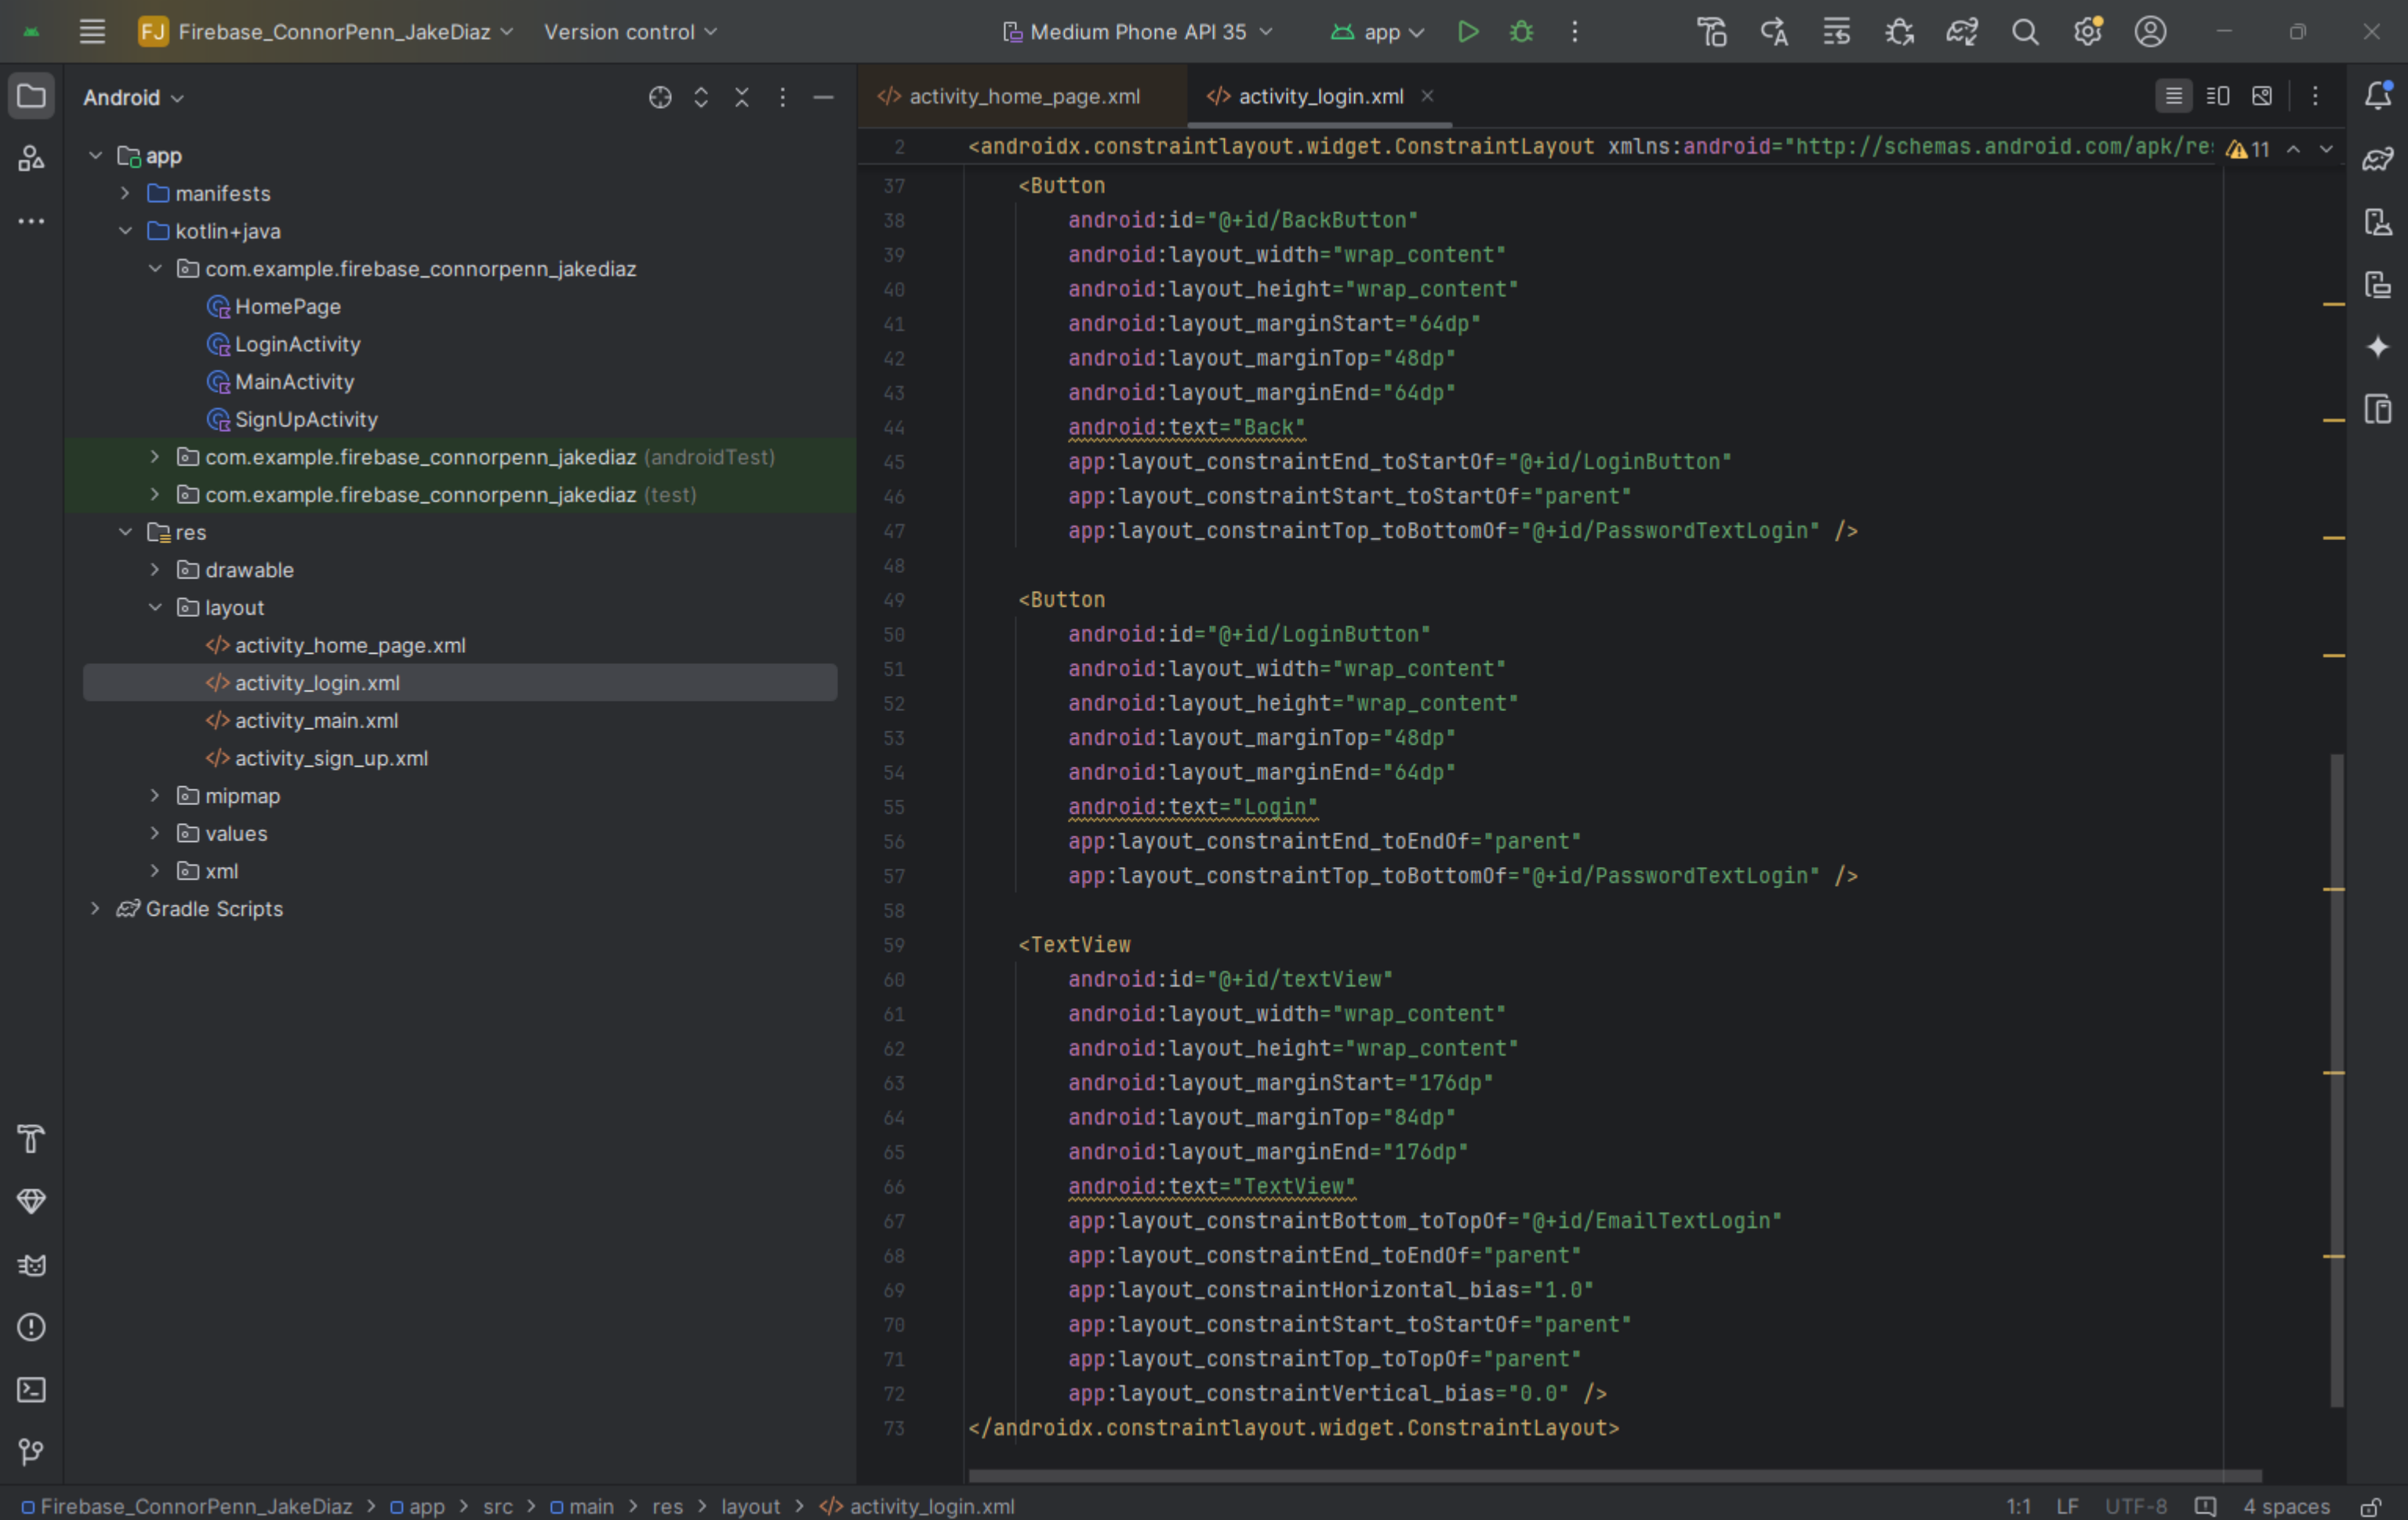 FJ Firebase_ConnorPenn_JakeDiaz Version control Medium Phone API 35 app
Android
app
manifests
kotlin+java
com.example.firebase_connorpenn_jakediaz
HomePage
LoginActivity
MainActivity
SignUpActivity
com.example.firebase_connorpenn_jakediaz (androidTest)
com.example.firebase_connorpenn_jakediaz (test)
res
drawable
layout
activity_home_page.xml
activity_login.xml
activity_main.xml
activity_sign_up.xml
mipmap
values
xml
Gradle Scripts
activity_home_page.xml activity_login.xml
2 <androidx.constraintlayout.widget.ConstraintLayout xmlns:android="http://schemas.android.com/apk/res 11
37 <Button
38 android:id="@+id/BackButton"
39 android:layout_width="wrap_content"
40 android:layout_height="wrap_content"
41 android:layout_marginStart="64dp"
42 android:layout_marginTop="48dp"
43 android:layout_marginEnd="64dp"
44 android:text="Back"
45 app:layout_constraintEnd_toStartOf="@+id/LoginButton"
46 app:layout_constraintStart_toStartOf="parent"
47 app:layout_constraintTop_toBottomOf="@+id/PasswordTextLogin" />
48
49 <Button
50 android:id="@+id/LoginButton"
51 android:layout_width="wrap_content"
52 android:layout_height="wrap_content"
53 android:layout_marginTop="48dp"
54 android:layout_marginEnd="64dp"
55 android:text="Login"
56 app:layout_constraintEnd_toEndOf="parent"
57 app:layout_constraintTop_toBottomOf="@+id/PasswordTextLogin" />
58
59 <TextView
60 android:id="@+id/textView"
61 android:layout_width="wrap_content"
62 android:layout_height="wrap_content"
63 android:layout_marginStart="176dp"
64 android:layout_marginTop="84dp"
65 android:layout_marginEnd="176dp"
66 android:text="TextView"
67 app:layout_constraintBottom_toTopOf="@+id/EmailTextLogin"
68 app:layout_constraintEnd_toEndOf="parent"
69 app:layout_constraintHorizontal_bias="1.0"
70 app:layout_constraintStart_toStartOf="parent"
71 app:layout_constraintTop_toTopOf="parent"
72 app:layout_constraintVertical_bias="0.0" />
73 </androidx.constraintlayout.widget.ConstraintLayout>
Firebase_ConnorPenn_JakeDiaz > app > src > main > res > layout > </> activity_login.xml 1:1 LF UTF-8 4 spaces